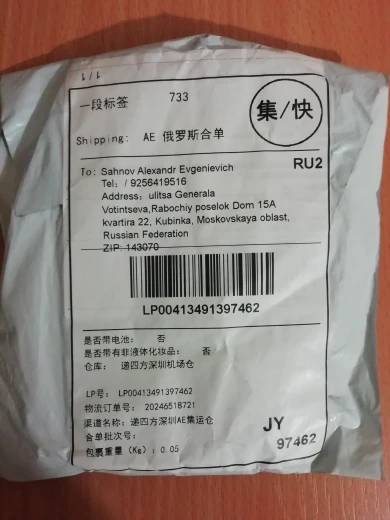 1/1
一段标签 733
集/快
Shipping: AE 俄罗斯合单
RU2
To: Sahnov Alexandr Evgenievich
Tel: / 9256419516
Address: ulitsa Generala
Votintseva,Rabochiy poselok Dom 15A
kvartira 22, Kubinka, Moskovskaya oblast,
Russian Federation
ZIP: 143070
LP00413491397462
是否带电池: 否
是否带有非液体化妆品: 否
仓库: 递四方深圳机场仓
LP号: LP00413491397462
物流订单号: 20246518721
渠道名称: 递四方深圳AE集运仓
合单批次号:
包裹重量 (Kg): 0.05
JY
97462